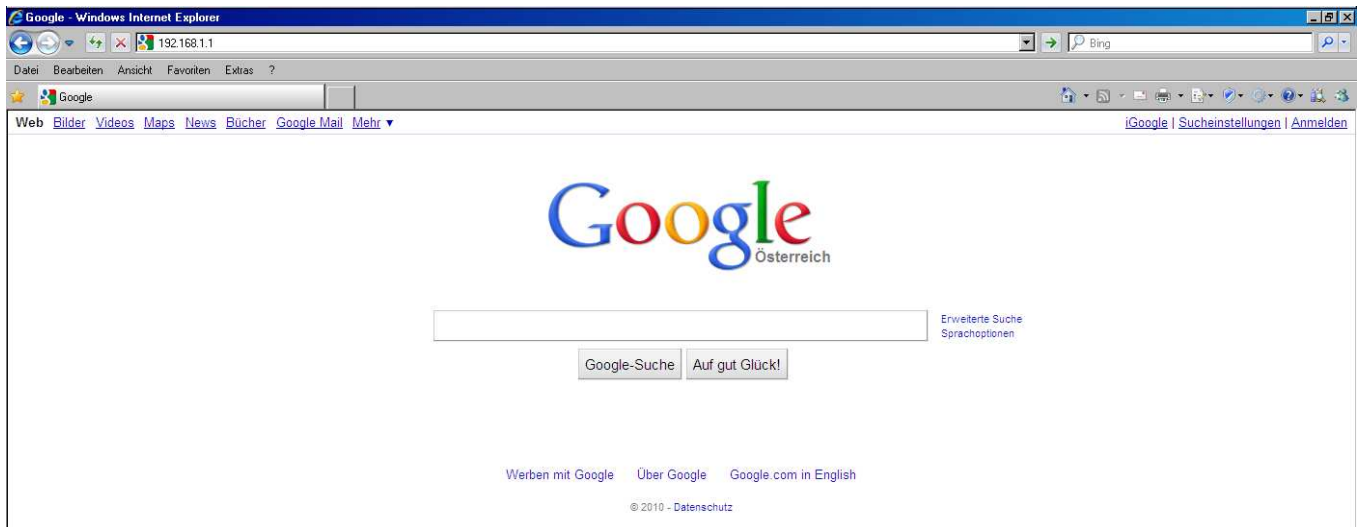 Google - Windows Internet Explorer
192.168.1.1
Bing
Datei Bearbeiten Ansicht Favoriten Extras ?
Google
Web Bilder Videos Maps News Bücher Google Mail Mehr ▼
iGoogle | Sucheinstellungen | Anmelden
Google
Österreich
Erweiterte Suche
Sprachoptionen
Google-Suche Auf gut Glück!
Werben mit Google Über Google Google.com in English
© 2010 - Datenschutz